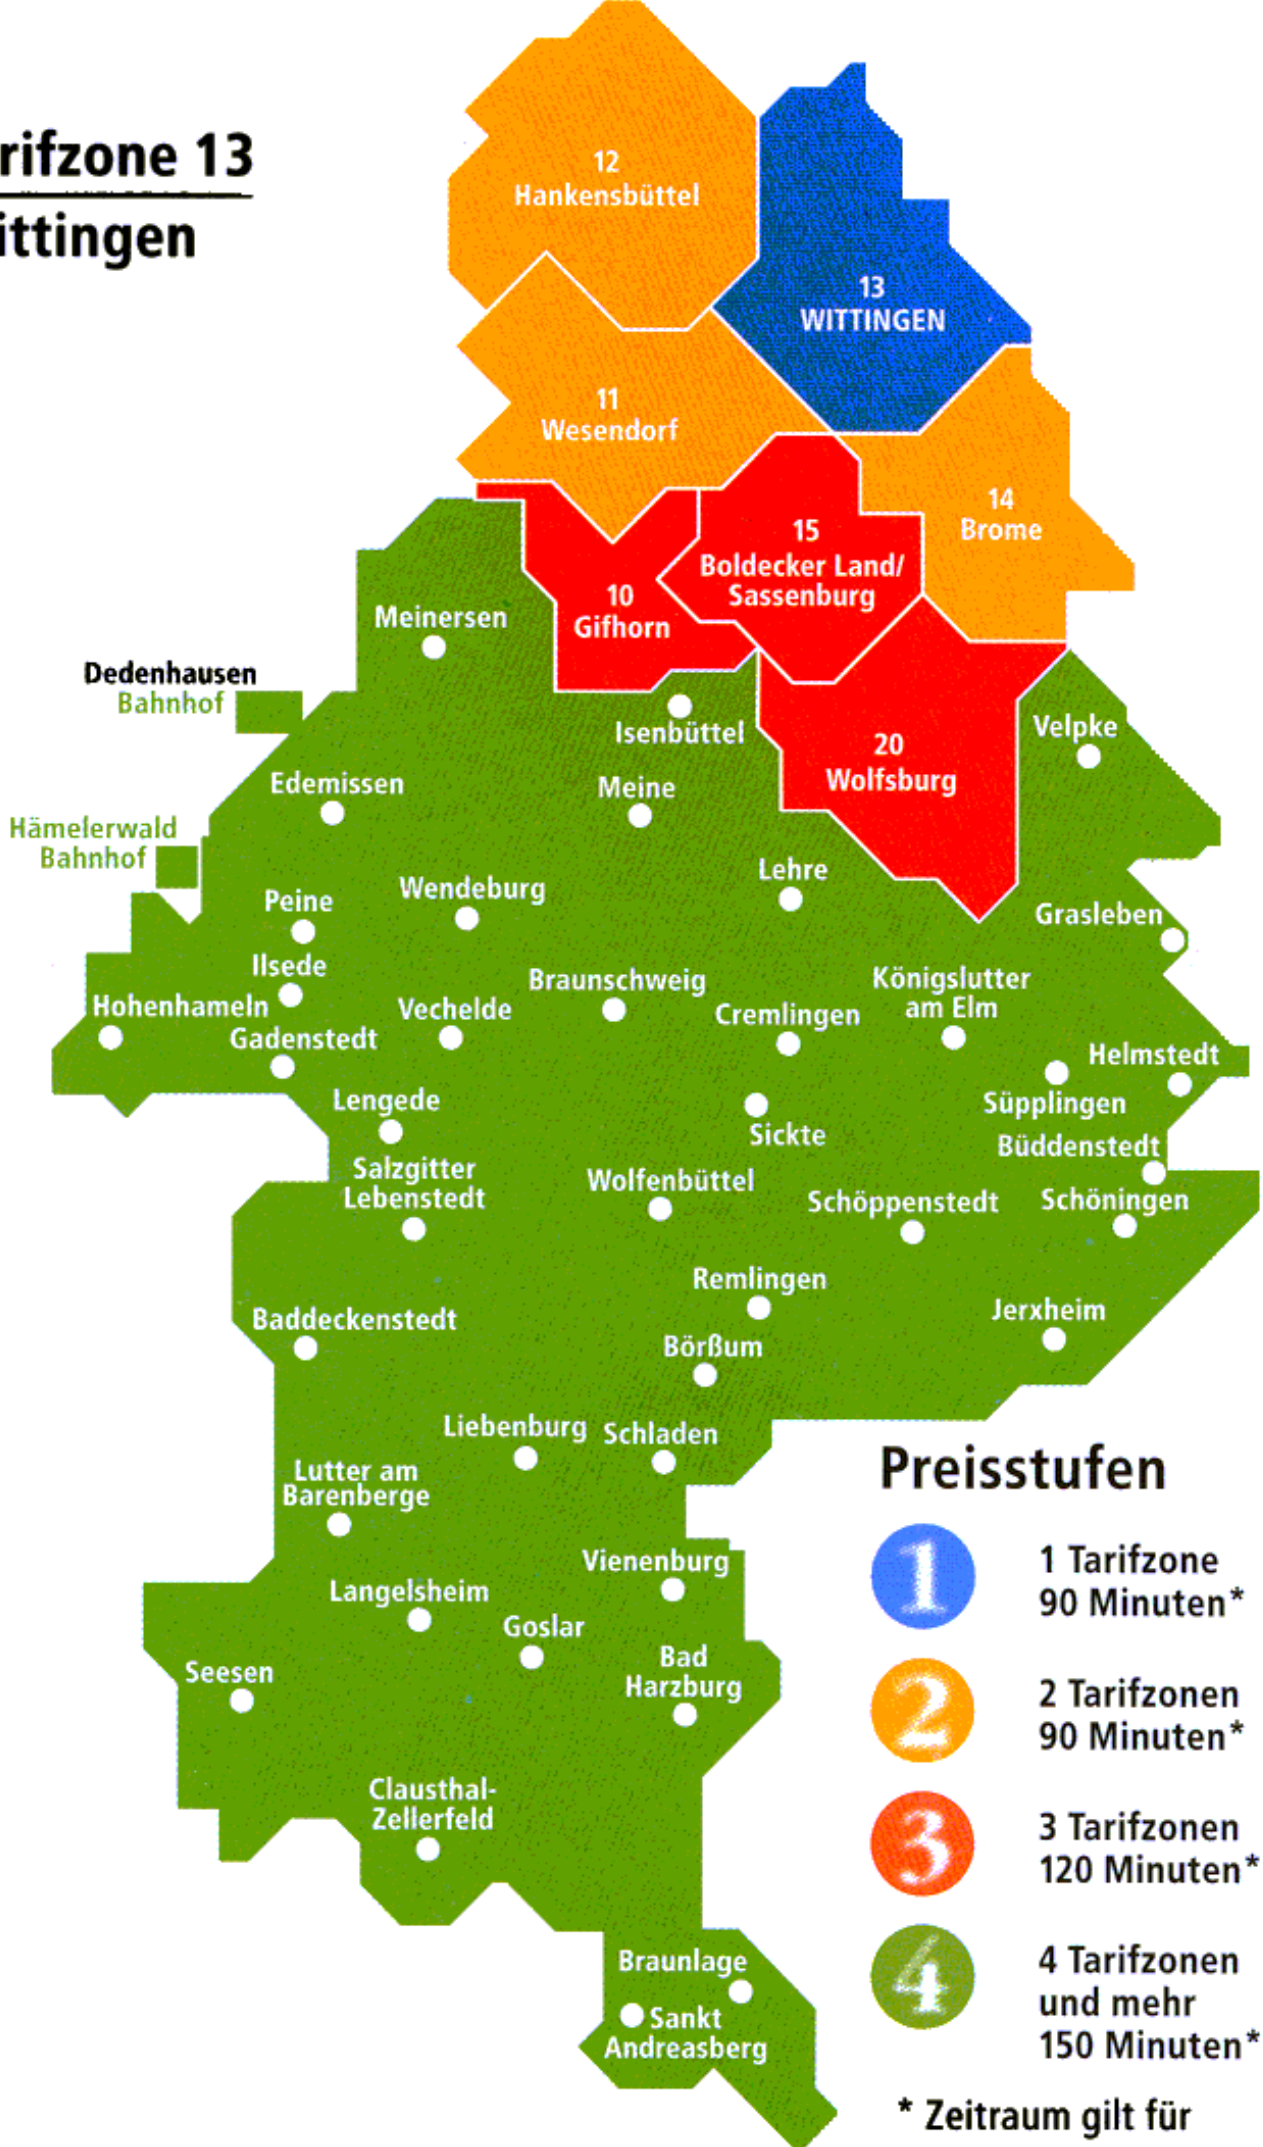 rifzone 13
ittingen
12
Hankensbüttel
13
WITTINGEN
11
Wesendorf
14
Brome
15
Boldecker Land/
Sassenburg
10
Gifhorn
Meinersen
Dedenhausen
Bahnhof
Isenbüttel
Velpke
20
Wolfsburg
Edemissen
Meine
Hämelerwald
Bahnhof
Lehre
Wendeburg
Peine
Grasleben
Ilsede
Braunschweig
Königslutter
am Elm
Hohenhameln
Vechelde
Cremlingen
Gadenstedt
Helmstedt
Lengede
Süpplingen
Sickte
Büddenstedt
Salzgitter
Lebenstedt
Wolfenbüttel
Schöppenstedt
Schöningen
Remlingen
Baddeckenstedt
Jerxheim
Börßum
Liebenburg
Schladen
Lutter am
Barenberge
Vienenburg
Langelsheim
Goslar
Bad
Harzburg
Seesen
Clausthal-
Zellerfeld
Braunlage
Sankt
Andreasberg
Preisstufen
1
1 Tarifzone
90 Minuten*
2
2 Tarifzonen
90 Minuten*
3
3 Tarifzonen
120 Minuten*
4
4 Tarifzonen
und mehr
150 Minuten*
* Zeitraum gilt für